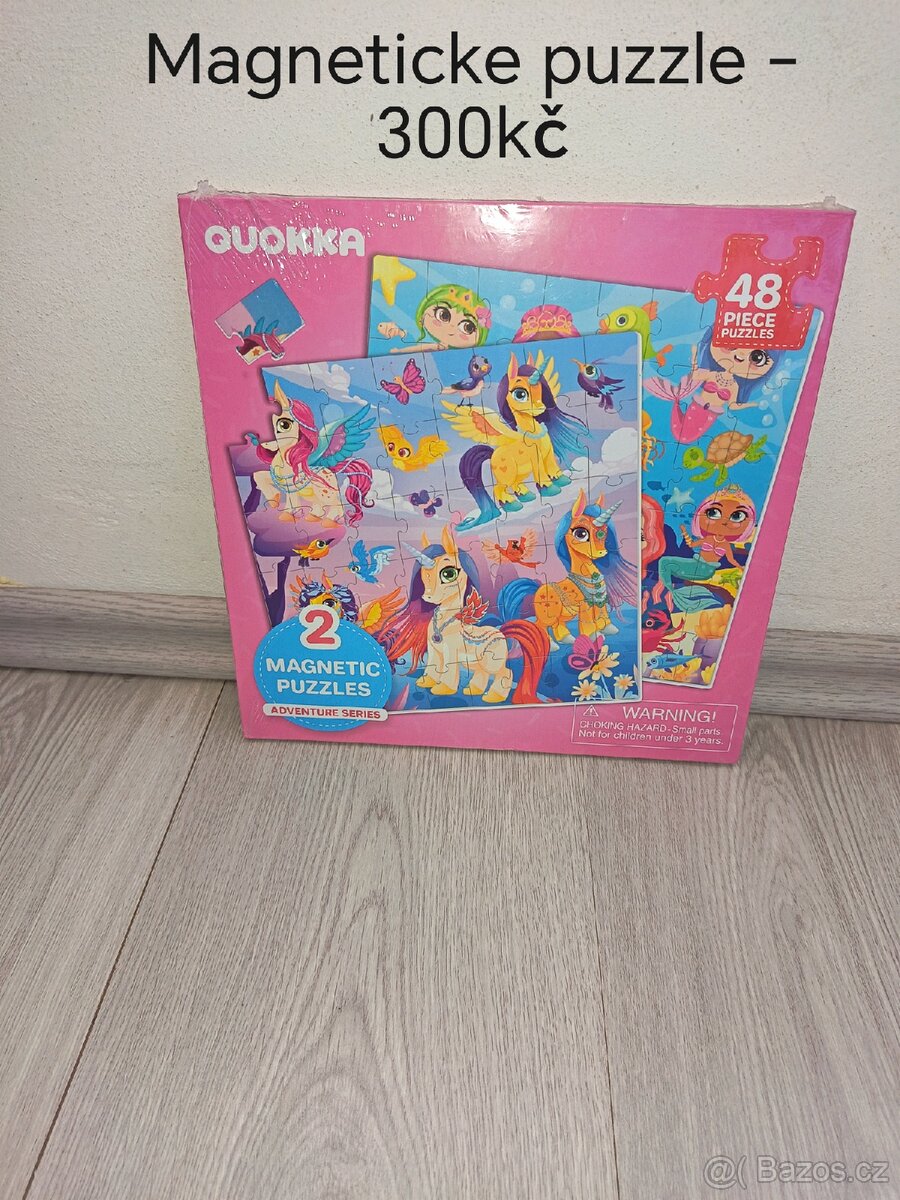 Magneticke puzzle -
300kč
QUOKKA
48
PIECE
PUZZLES
2
MAGNETIC
PUZZLES
ADVENTURE SERIES
WARNING!
CHOKING HAZARD-Small parts.
Not for children under 3 years.
@( Bazos.cz